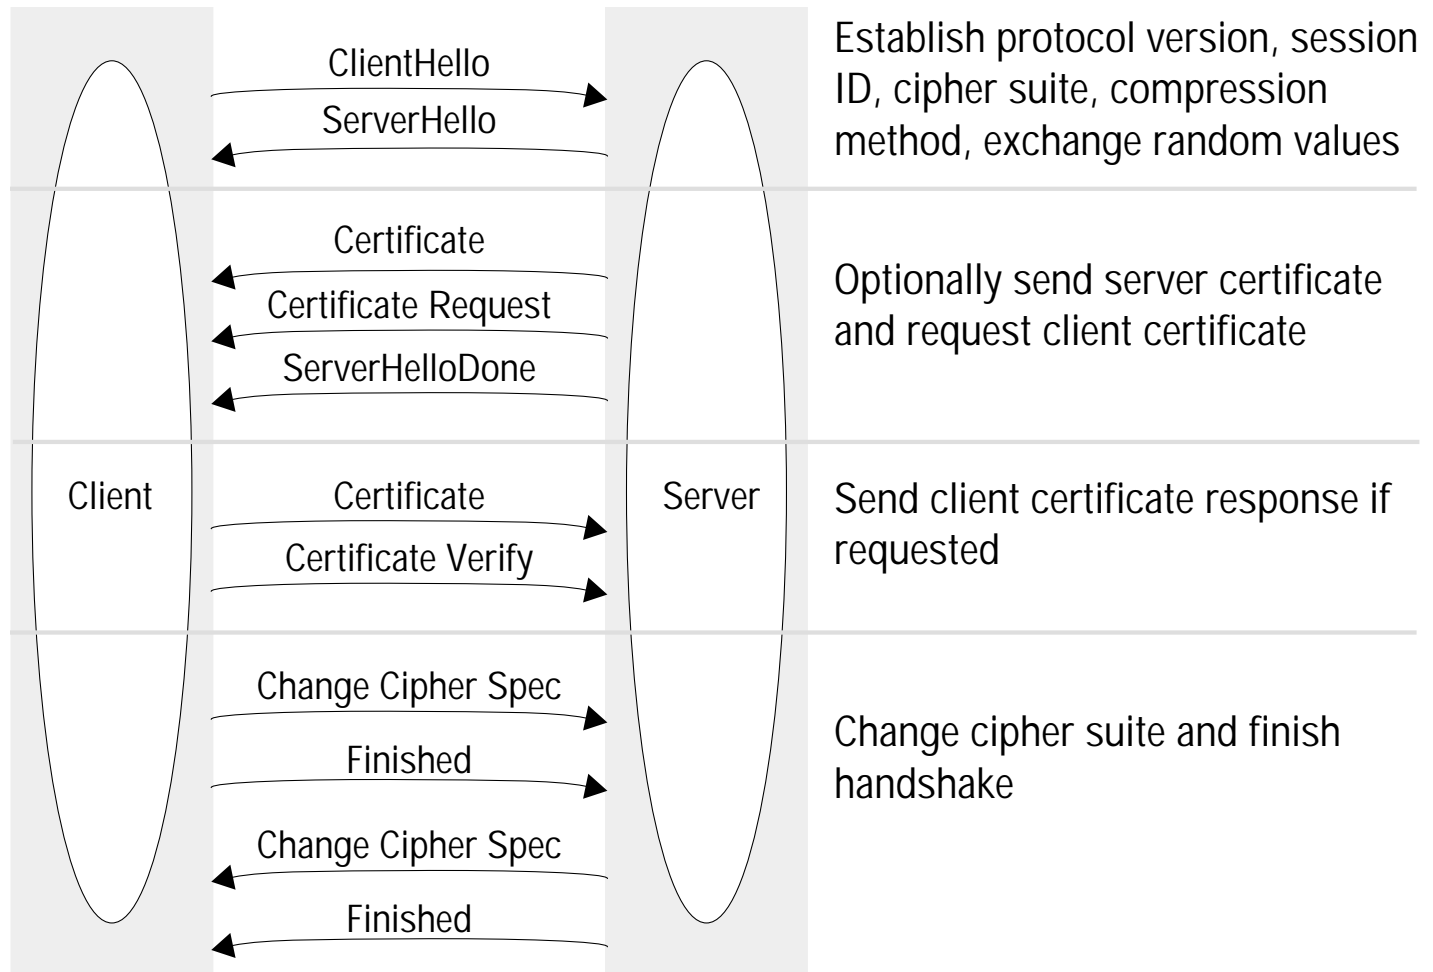 ClientHello
ServerHello
Establish protocol version, session
ID, cipher suite, compression
method, exchange random values
Certificate
Certificate Request
ServerHelloDone
Optionally send server certificate
and request client certificate
Client
Certificate
Certificate Verify
Server
Send client certificate response if
requested
Change Cipher Spec
Finished
Change Cipher Spec
Finished
Change cipher suite and finish
handshake